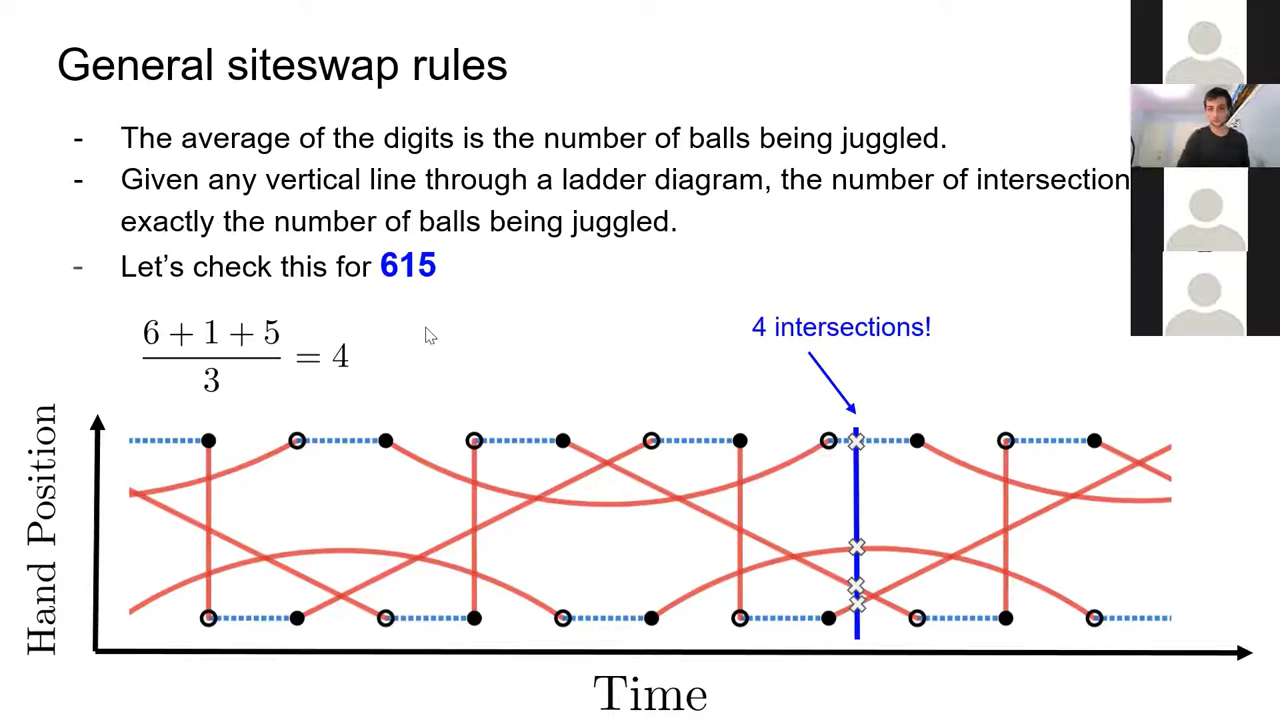 General siteswap rules
- The average of the digits is the number of balls being juggled.
- Given any vertical line through a ladder diagram, the number of intersection
exactly the number of balls being juggled.
- Let's check this for 615
6 + 1 + 5
3
= 4
4 intersections!
Hand Position
Time